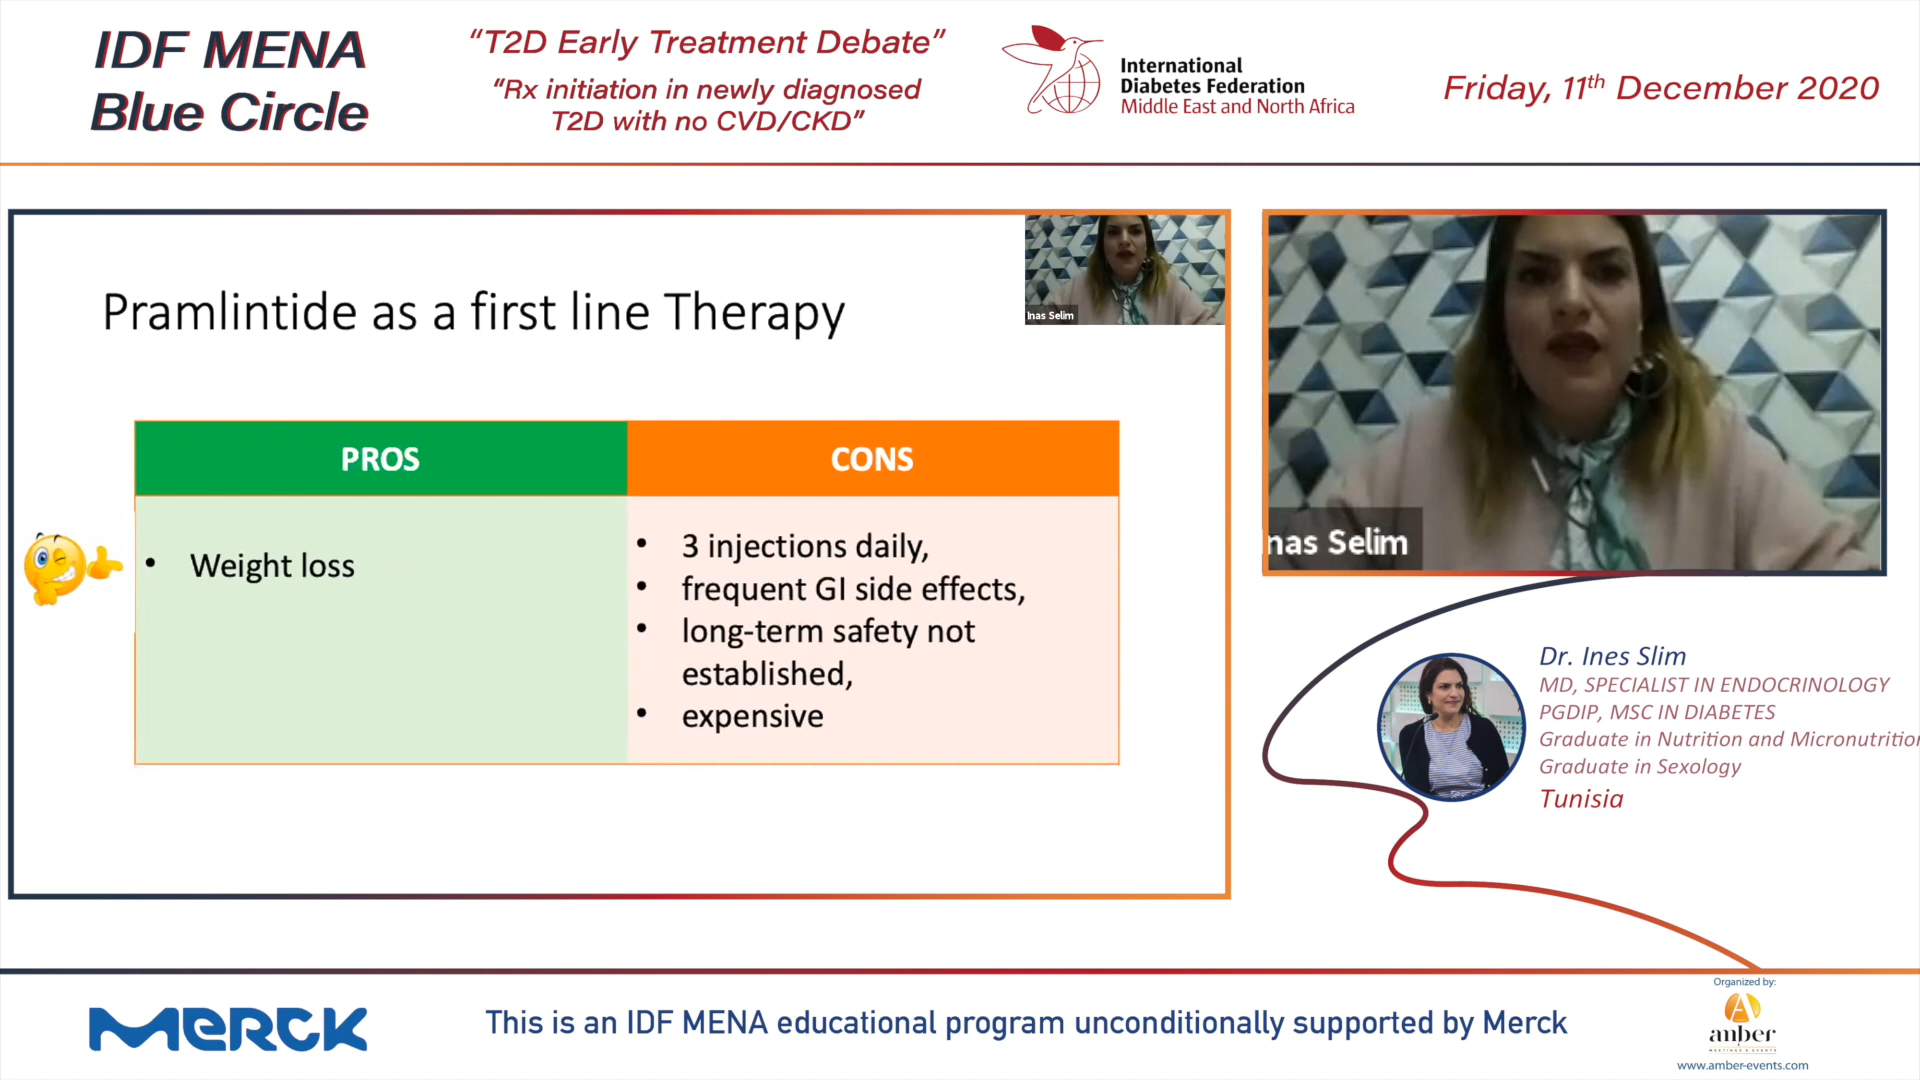 IDF MENA
Blue Circle
“T2D Early Treatment Debate”
“Rx initiation in newly diagnosed
T2D with no CVD/CKD”
International
Diabetes Federation
Middle East and North Africa
Friday, 11th December 2020
Pramlintide as a first line Therapy
Inas Selim
PROS
CONS
• Weight loss
• 3 injections daily,
• frequent GI side effects,
• long-term safety not
established,
• expensive
nas Selim
Dr. Ines Slim
MD, SPECIALIST IN ENDOCRINOLOGY
PGDIP, MSC IN DIABETES
Graduate in Nutrition and Micronutrition
Graduate in Sexology
Tunisia
MERCK
This is an IDF MENA educational program unconditionally supported by Merck
Organized by:
A
amber
MEETINGS & EVENTS
www.amber-events.com